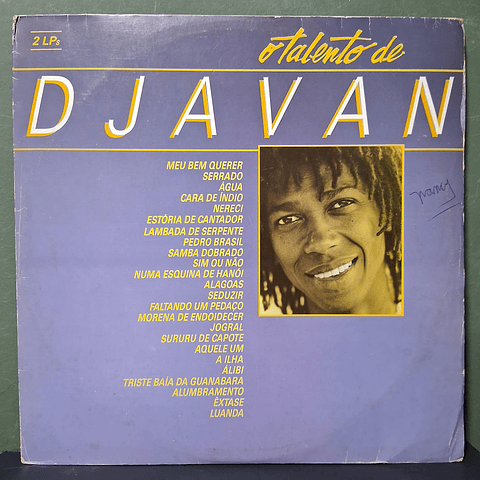 2 LPs
o talento de
DJAVAN
MEU BEM QUERER
SERRADO
ÁGUA
CARA DE ÍNDIO
NERECI
ESTÓRIA DE CANTADOR
LAMBADA DE SERPENTE
PEDRO BRASIL
SAMBA DOBRADO
SIM OU NÃO
NUMA ESQUINA DE HANÓI
ALAGOAS
SEDUZIR
FALTANDO UM PEDAÇO
MORENA DE ENDOIDECER
JOGRAL
SURURU DE CAPOTE
AQUELE UM
A ILHA
ÁLIBI
TRISTE BAÍA DA GUANABARA
ALUMBRAMENTO
ÊXTASE
LUANDA